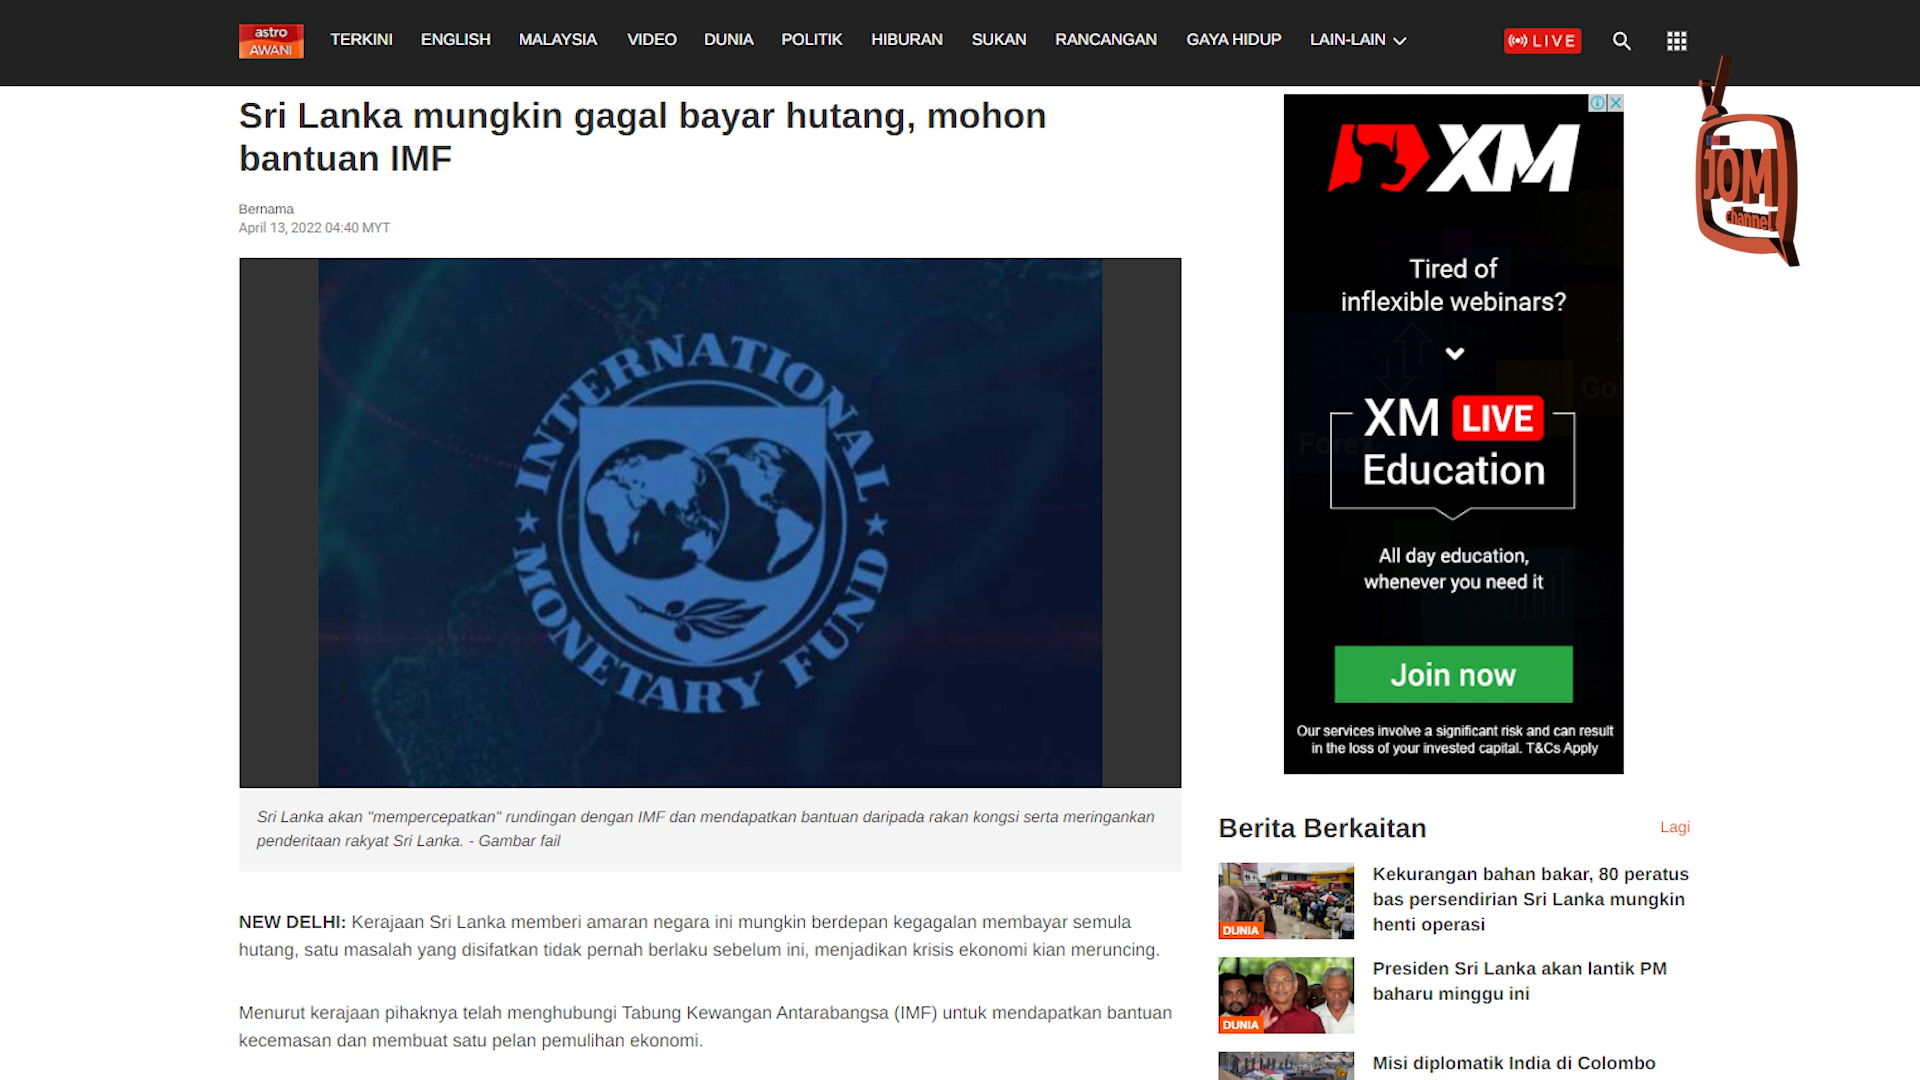 astro
AWANI
TERKINI ENGLISH MALAYSIA VIDEO DUNIA POLITIK HIBURAN SUKAN RANCANGAN GAYA HIDUP LAIN-LAIN
LIVE
Sri Lanka mungkin gagal bayar hutang, mohon
bantuan IMF
Bernama
April 13, 2022 04:40 MYT
INTERNATIONAL
MONETARY FUND
Sri Lanka akan "mempercepatkan" rundingan dengan IMF dan mendapatkan bantuan daripada rakan kongsi serta meringankan
penderitaan rakyat Sri Lanka. - Gambar fail
NEW DELHI: Kerajaan Sri Lanka memberi amaran negara ini mungkin berdepan kegagalan membayar semula
hutang, satu masalah yang disifatkan tidak pernah berlaku sebelum ini, menjadikan krisis ekonomi kian meruncing.
Menurut kerajaan pihaknya telah menghubungi Tabung Kewangan Antarabangsa (IMF) untuk mendapatkan bantuan
kecemasan dan membuat satu pelan pemulihan ekonomi.
JOM
channel
XM
Tired of
inflexible webinars?
XM LIVE
Education
All day education,
whenever you need it
Join now
Our services involve a significant risk and can result
in the loss of your invested capital. T&Cs Apply
Berita Berkaitan
Lagi
Kekurangan bahan bakar, 80 peratus
bas persendirian Sri Lanka mungkin
henti operasi
DUNIA
Presiden Sri Lanka akan lantik PM
baharu minggu ini
DUNIA
Misi diplomatik India di Colombo